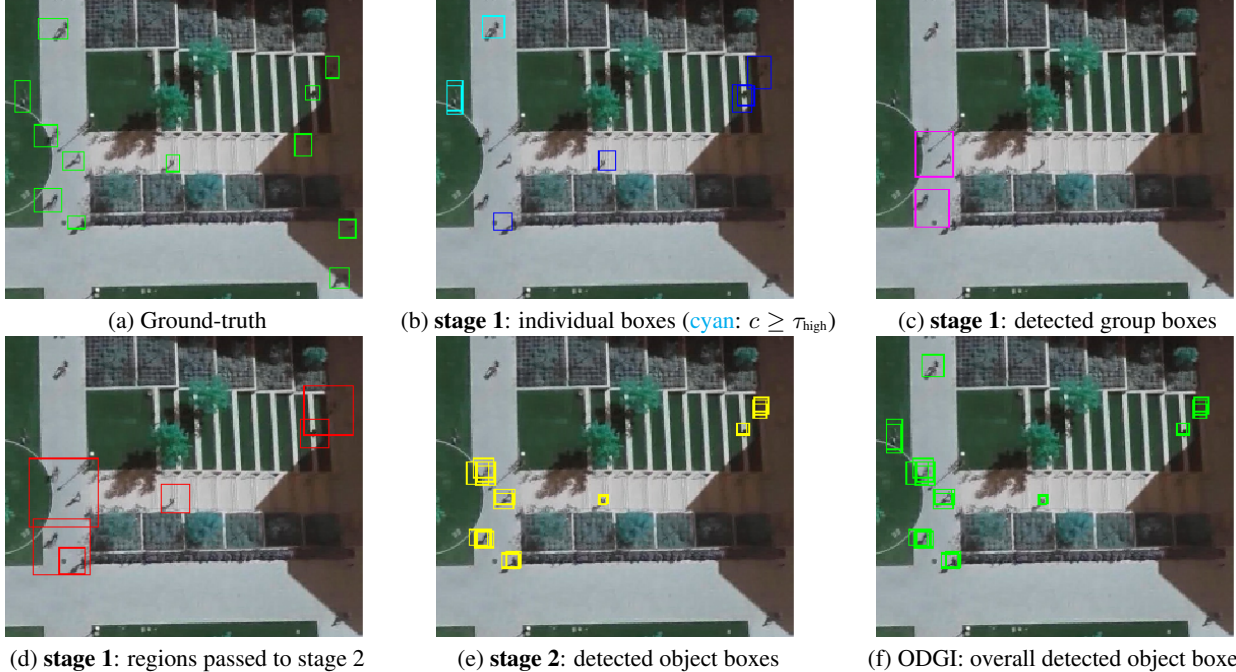 (a) Ground-truth
(b) stage 1: individual boxes (cyan: c ≥ τhigh)
(c) stage 1: detected group boxes
(d) stage 1: regions passed to stage 2
(e) stage 2: detected object boxes
(f) ODGI: overall detected object boxe